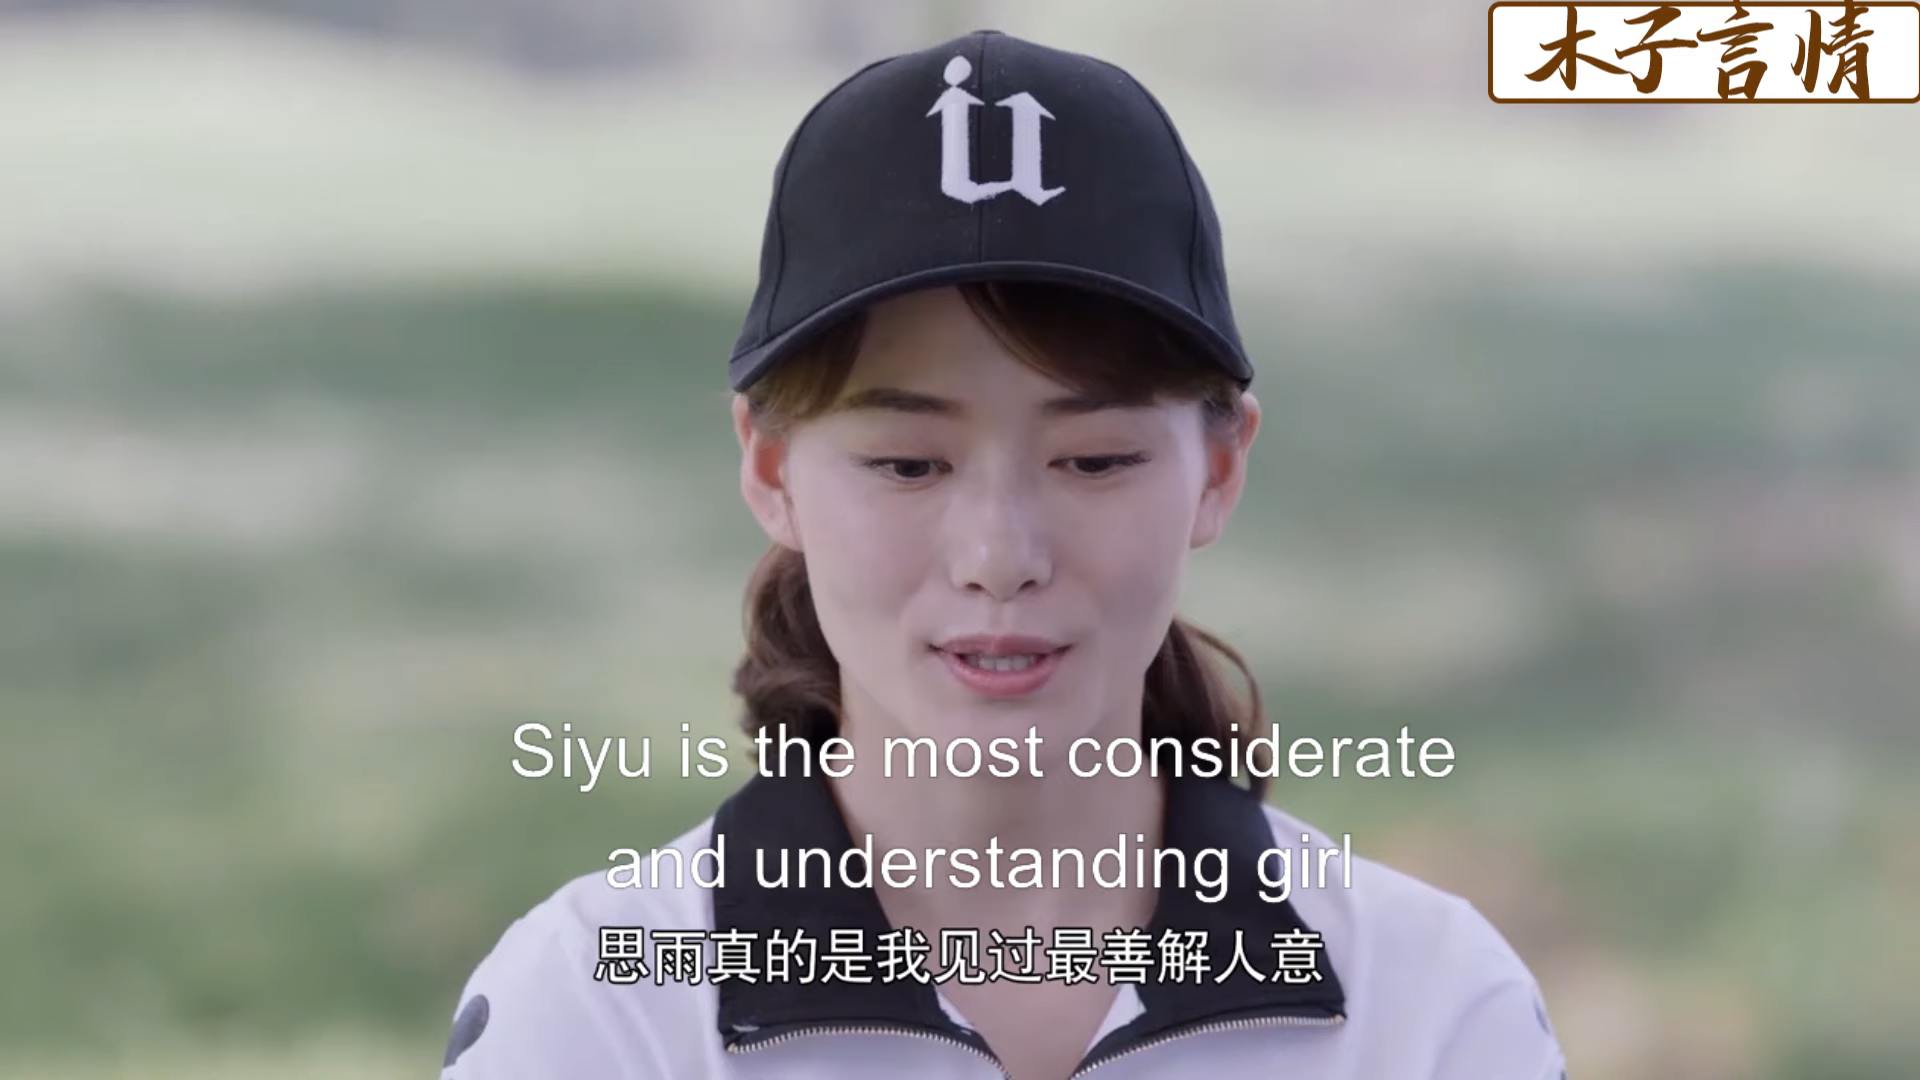 木子言情
u
Siyu is the most considerate
and understanding girl
思雨真的是我见过最善解人意